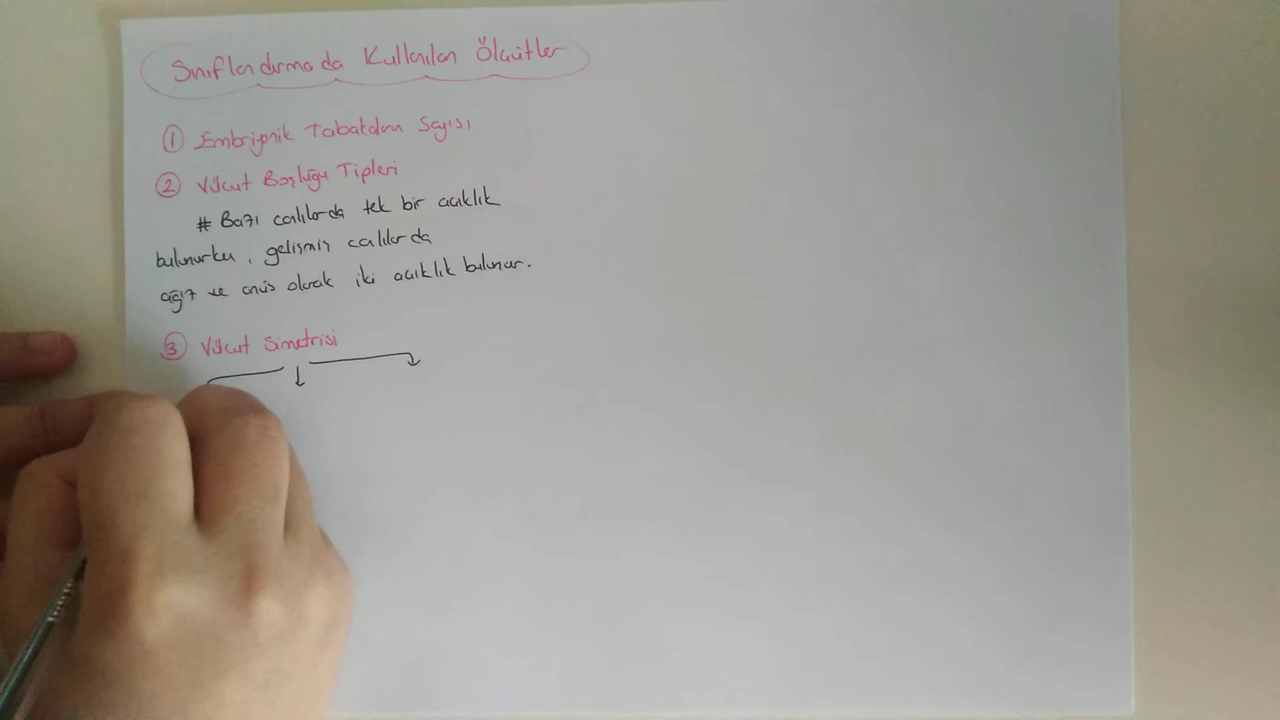 Sınıflandırmada Kullanılan Ölçütler
① Embriyonik Tabakaların Sayısı
② Vücut Boşluğu Tipleri
# Bazı canlılarda tek bir açıklık
bulunurken, gelişmiş canlılarda
ağız ve anüs olarak iki açıklık bulunur.
③ Vücut Simetrisi